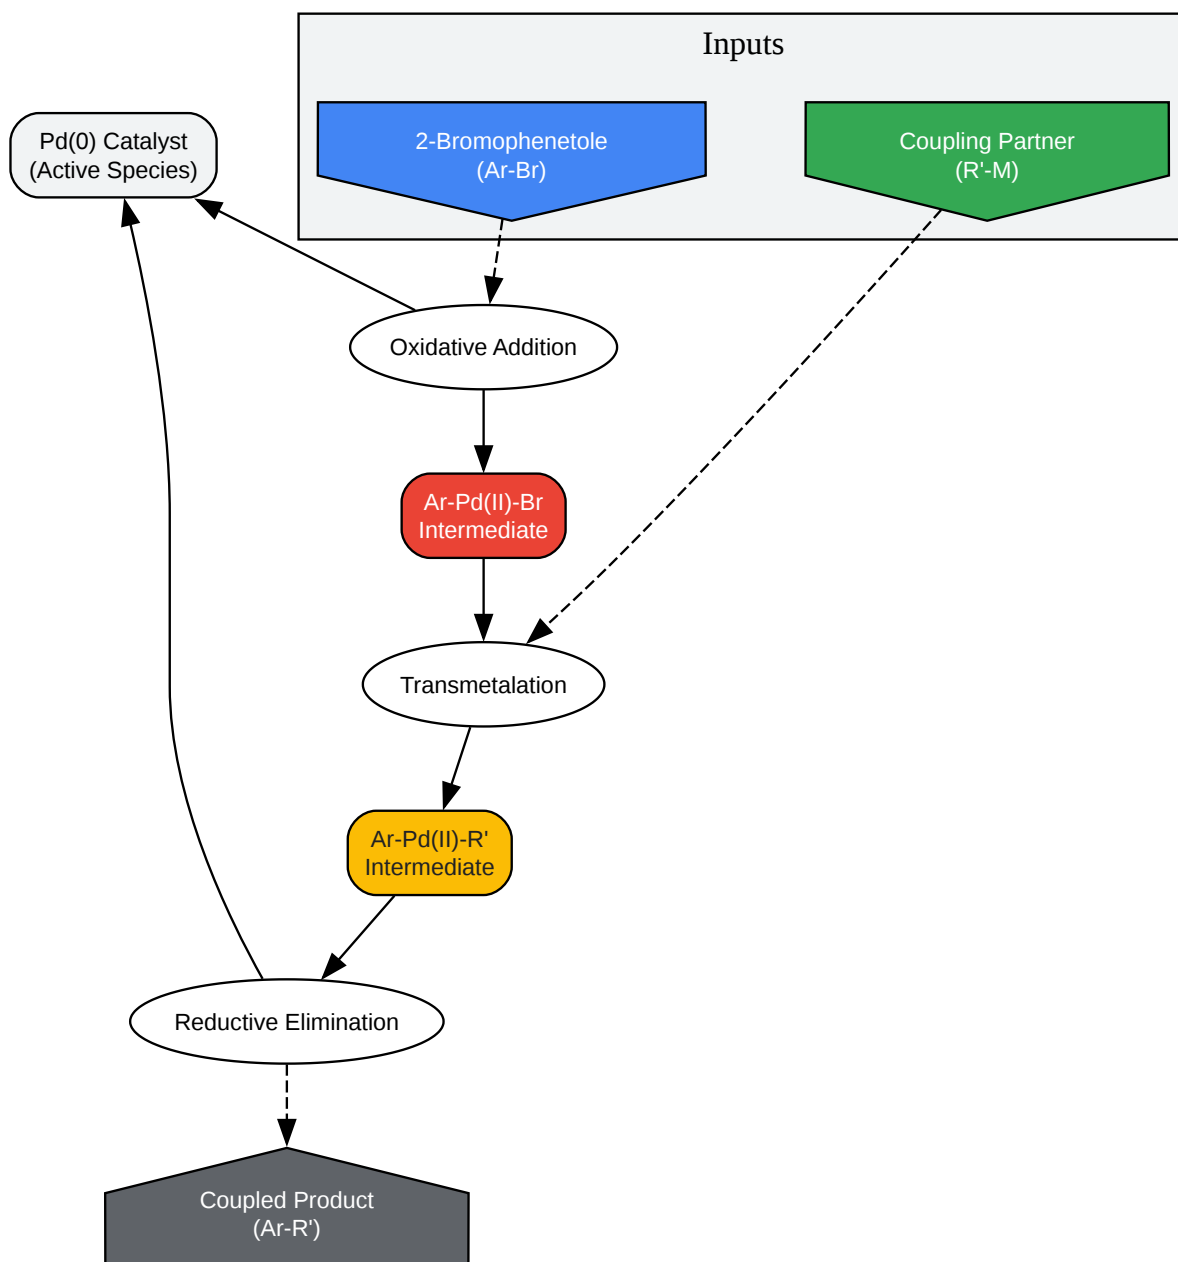 Inputs
Pd(0) Catalyst
(Active Species)
2-Bromophenetole
(Ar-Br)
Coupling Partner
(R'-M)
Oxidative Addition
Ar-Pd(II)-Br
Intermediate
Transmetalation
Ar-Pd(II)-R'
Intermediate
Reductive Elimination
Coupled Product
(Ar-R')